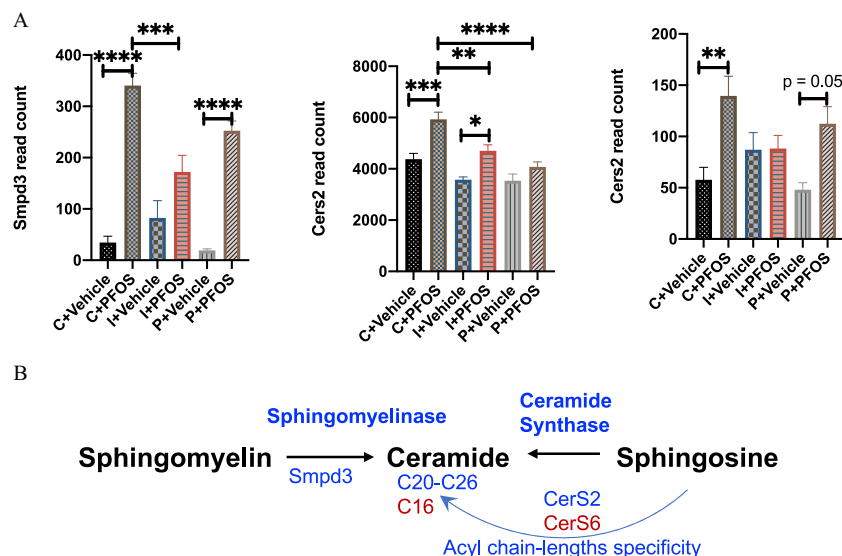 A
Smpd3 read count
400
300
200
100
0
****
***
****
C+Vehicle
C+PFOS
I+Vehicle
I+PFOS
P+Vehicle
P+PFOS
Cers2 read count
8000
6000
4000
2000
0
****
**
***
*
C+Vehicle
C+PFOS
I+Vehicle
I+PFOS
P+Vehicle
P+PFOS
Cers2 read count
200
150
100
50
0
**
p = 0.05
C+Vehicle
C+PFOS
I+Vehicle
I+PFOS
P+Vehicle
P+PFOS
B
Sphingomyelinase
Ceramide
Synthase
Sphingomyelin
Ceramide
Sphingosine
Smpd3
C20-C26
C16
CerS2
CerS6
Acyl chain-lengths specificity